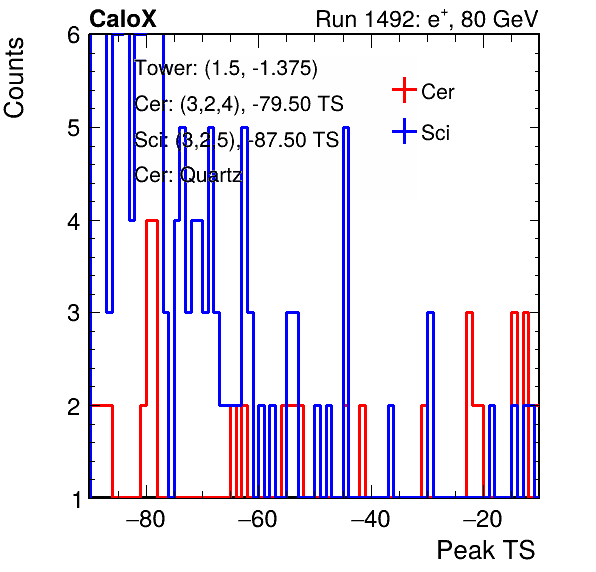 CaloX Run 1492: e⁺, 80 GeV
Counts
6
Tower: (1.5, -1.375)
Cer: (3,2,4), -79.50 TS
Sci: (3,2,5), -87.50 TS
Cer: Quartz
Cer
Sci
5
4
3
2
1
−80 −60 −40 −20
Peak TS